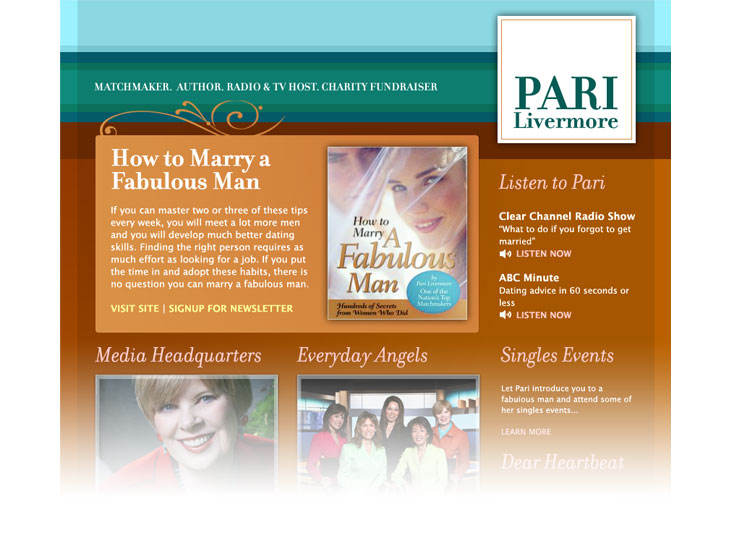 MATCHMAKER. AUTHOR. RADIO & TV HOST. CHARITY FUNDRAISER
PARI
Livermore
How to Marry a
Fabulous Man
If you can master two or three of these tips
every week, you will meet a lot more men
and you will develop much better dating
skills. Finding the right person requires as
much effort as looking for a job. If you put
the time in and adopt these habits, there is
no question you can marry a fabulous man.
VISIT SITE | SIGNUP FOR NEWSLETTER
How to
Marry A
Fabulous
Man
by
Pari Livermore
One of the
Nation's Top
Matchmakers
Hundreds of Secrets
from Women Who Did
Listen to Pari
Clear Channel Radio Show
"What to do if you forgot to get
married"
LISTEN NOW
ABC Minute
Dating advice in 60 seconds or
less
LISTEN NOW
Media Headquarters
Everyday Angels
Singles Events
Let Pari introduce you to a
fabulous man and attend some of
her singles events...
LEARN MORE
Dear Heartbeat